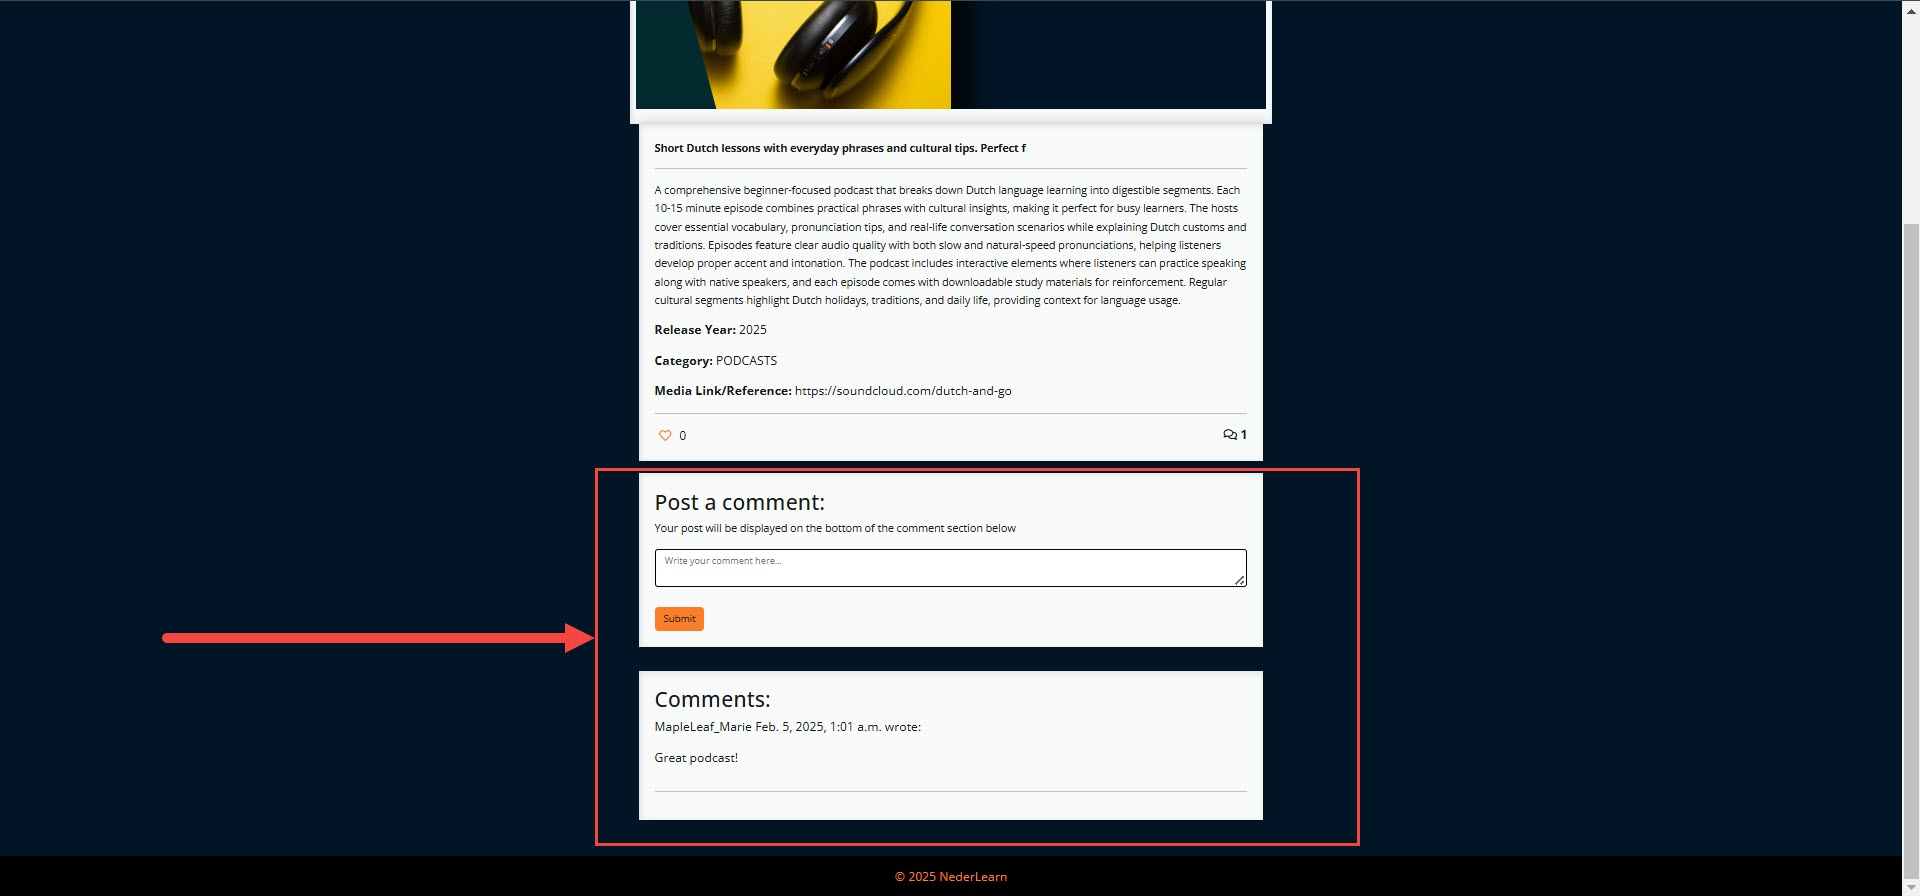 Short Dutch lessons with everyday phrases and cultural tips. Perfect f
A comprehensive beginner-focused podcast that breaks down Dutch language learning into digestible segments. Each
10-15 minute episode combines practical phrases with cultural insights, making it perfect for busy learners. The hosts
cover essential vocabulary, pronunciation tips, and real-life conversation scenarios while explaining Dutch customs and
traditions. Episodes feature clear audio quality with both slow and natural-speed pronunciations, helping listeners
develop proper accent and intonation. The podcast includes interactive elements where listeners can practice speaking
along with native speakers, and each episode comes with downloadable study materials for reinforcement. Regular
cultural segments highlight Dutch holidays, traditions, and daily life, providing context for language usage.
Release Year: 2025
Category: PODCASTS
Media Link/Reference: https://soundcloud.com/dutch-and-go
0 1
Post a comment:
Your post will be displayed on the bottom of the comment section below
Write your comment here...
Submit
Comments:
MapleLeaf_Marie Feb. 5, 2025, 1:01 a.m. wrote:
Great podcast!
© 2025 NederLearn